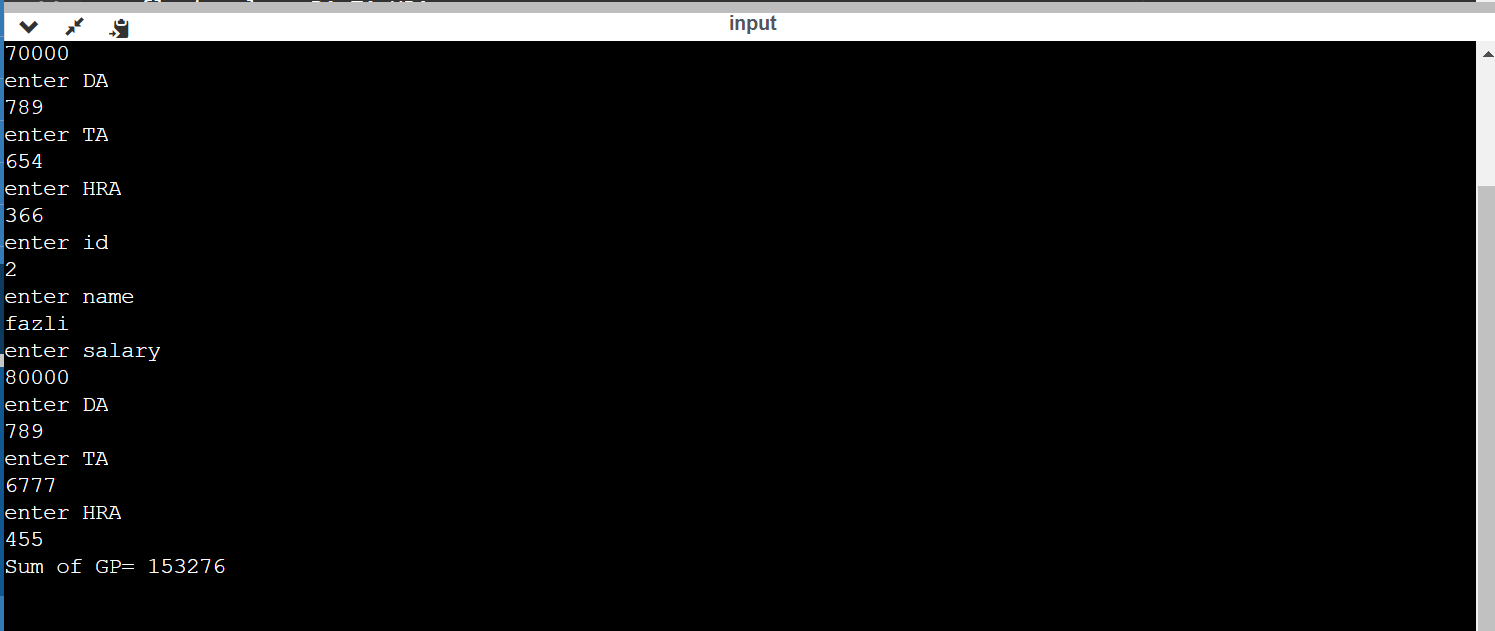 input
70000
enter DA
789
enter TA
654
enter HRA
366
enter id
2
enter name
fazli
enter salary
80000
enter DA
789
enter TA
6777
enter HRA
455
Sum of GP= 153276